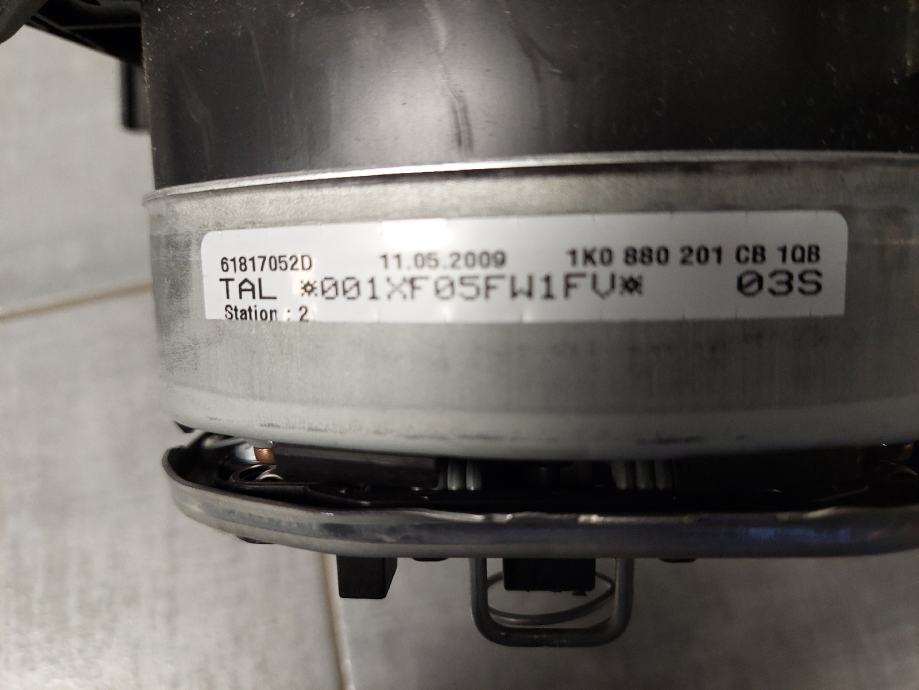 61817052D 11.05.2009 1K0 880 201 CB 1QB
TAL *001XF05FW1FV* 03S
Station : 2